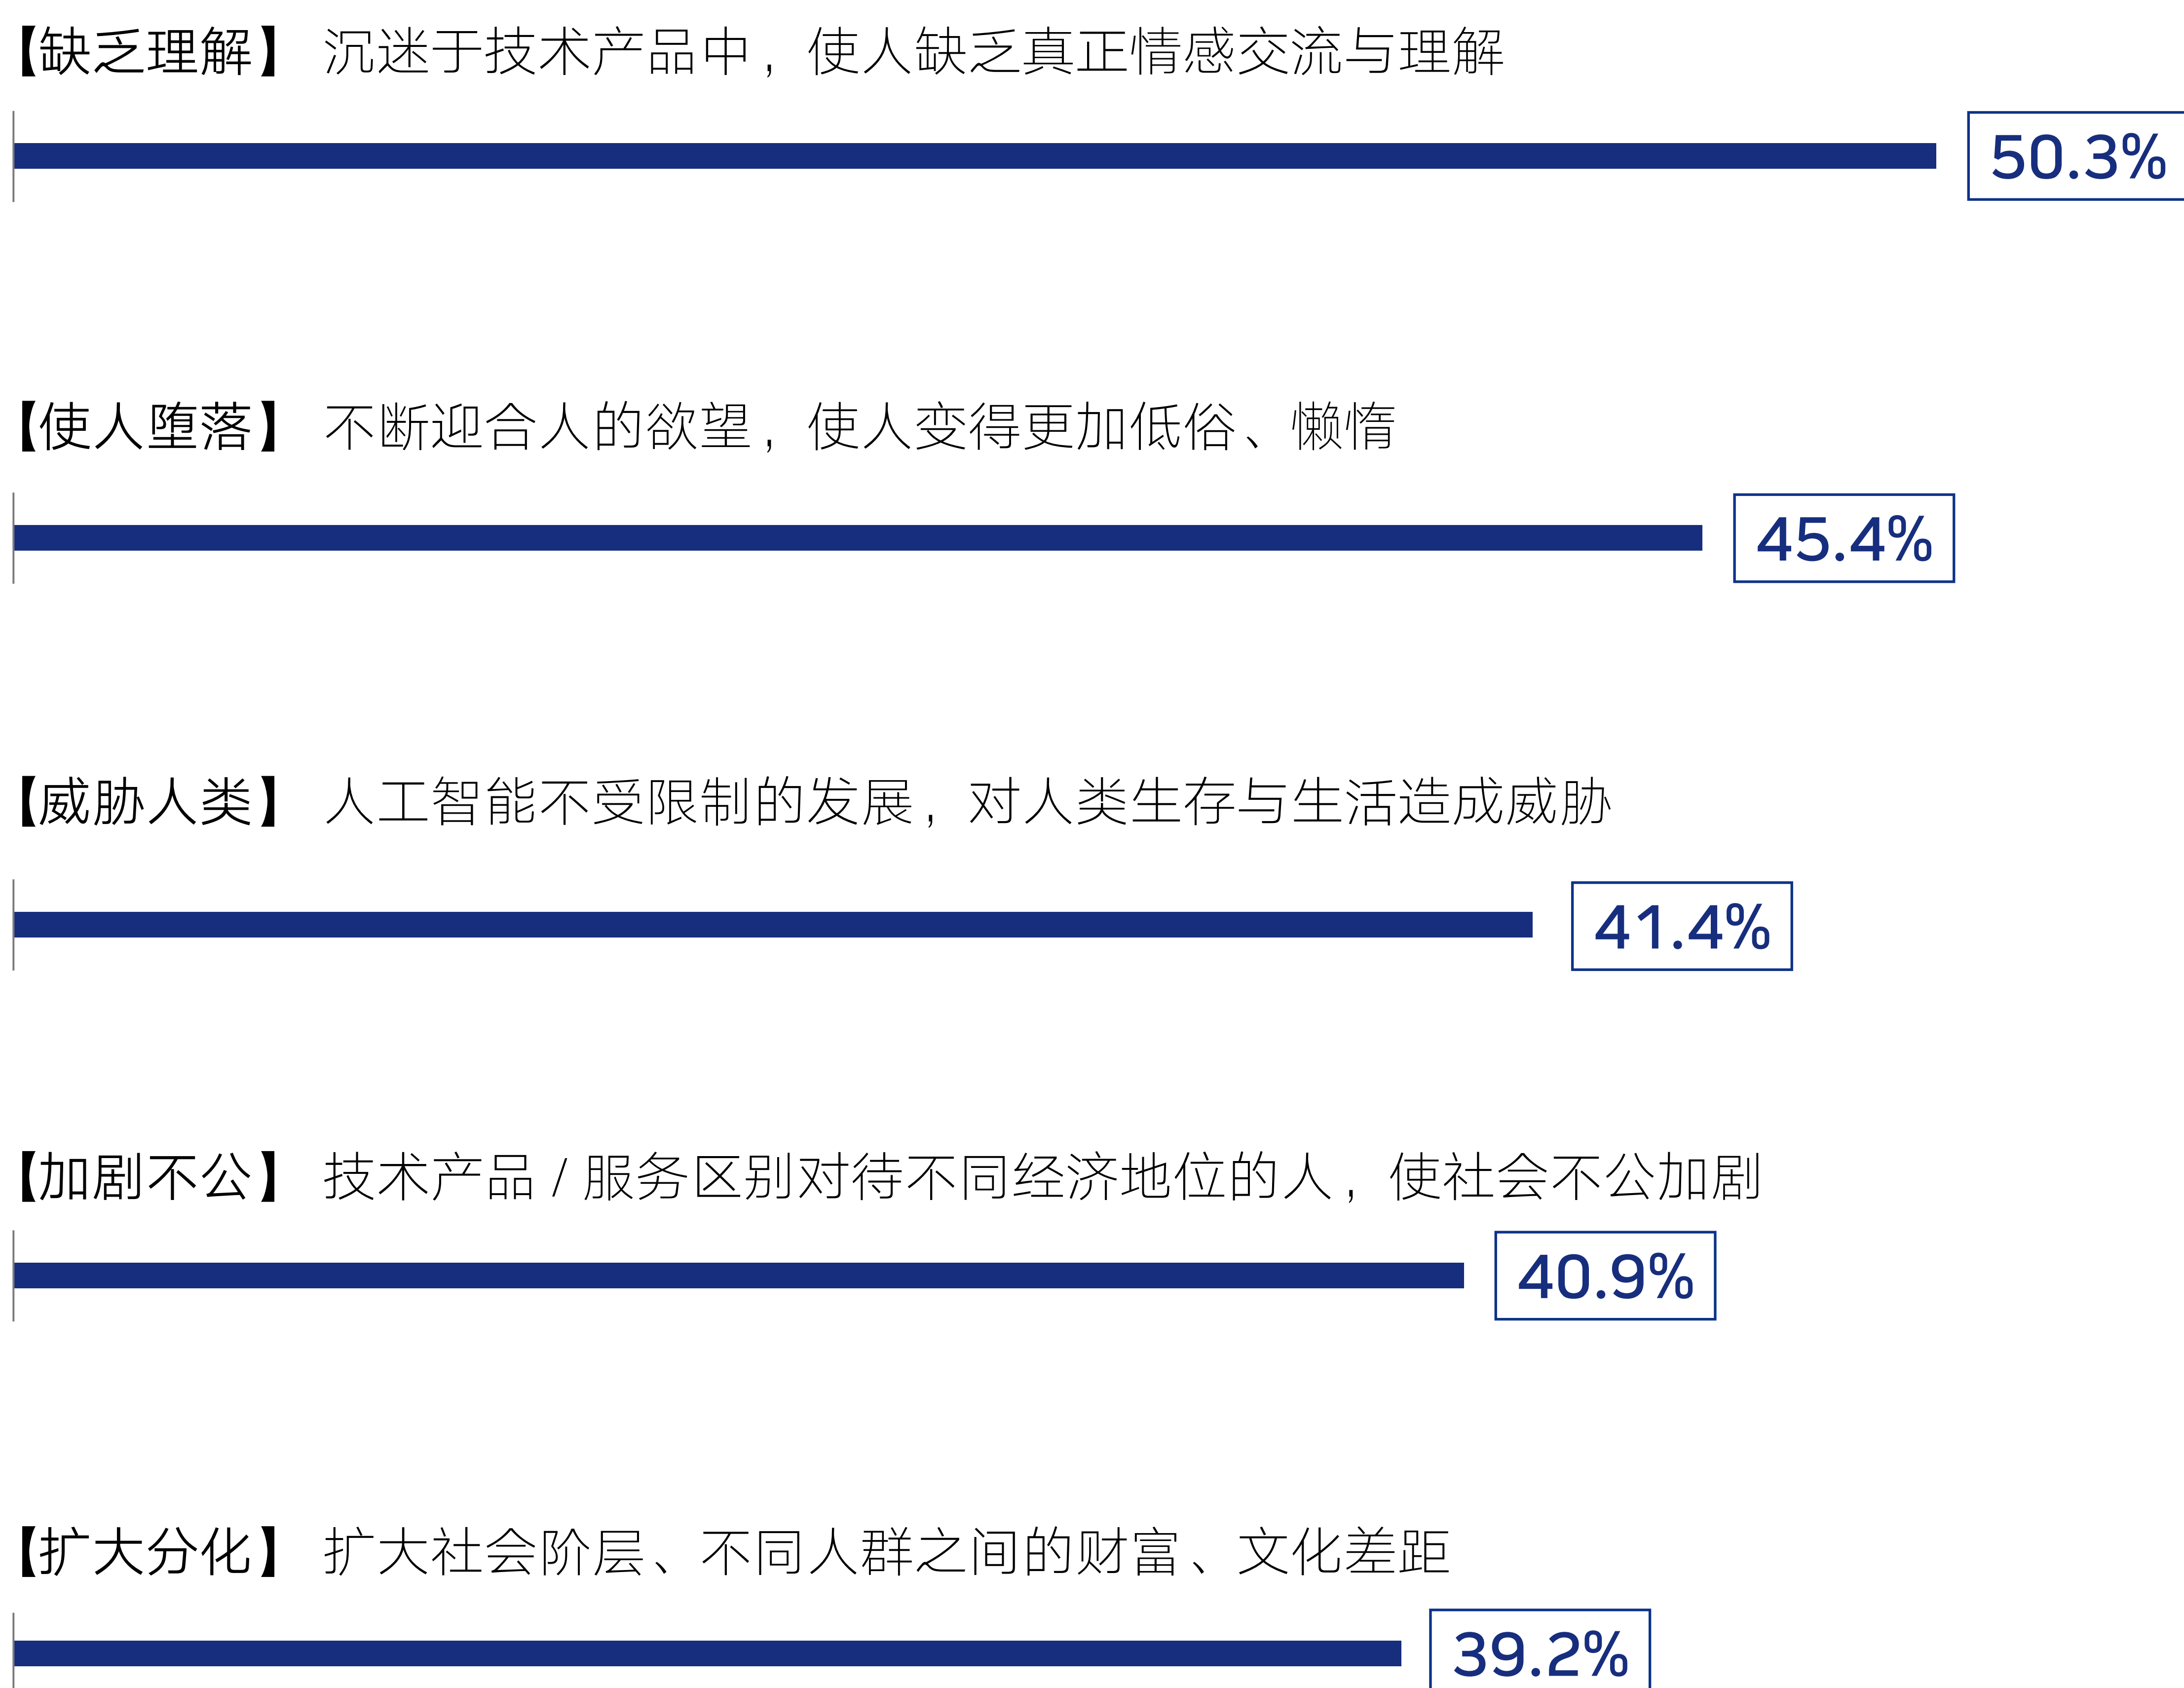 【缺乏理解】 沉迷于技术产品中，使人缺乏真正情感交流与理解
50.3%
【使人堕落】 不断迎合人的欲望，使人变得更加低俗、懒惰
45.4%
【威胁人类】 人工智能不受限制的发展，对人类生存与生活造成威胁
41.4%
【加剧不公】 技术产品 / 服务区别对待不同经济地位的人，使社会不公加剧
40.9%
【扩大分化】 扩大社会阶层、不同人群之间的财富、文化差距
39.2%